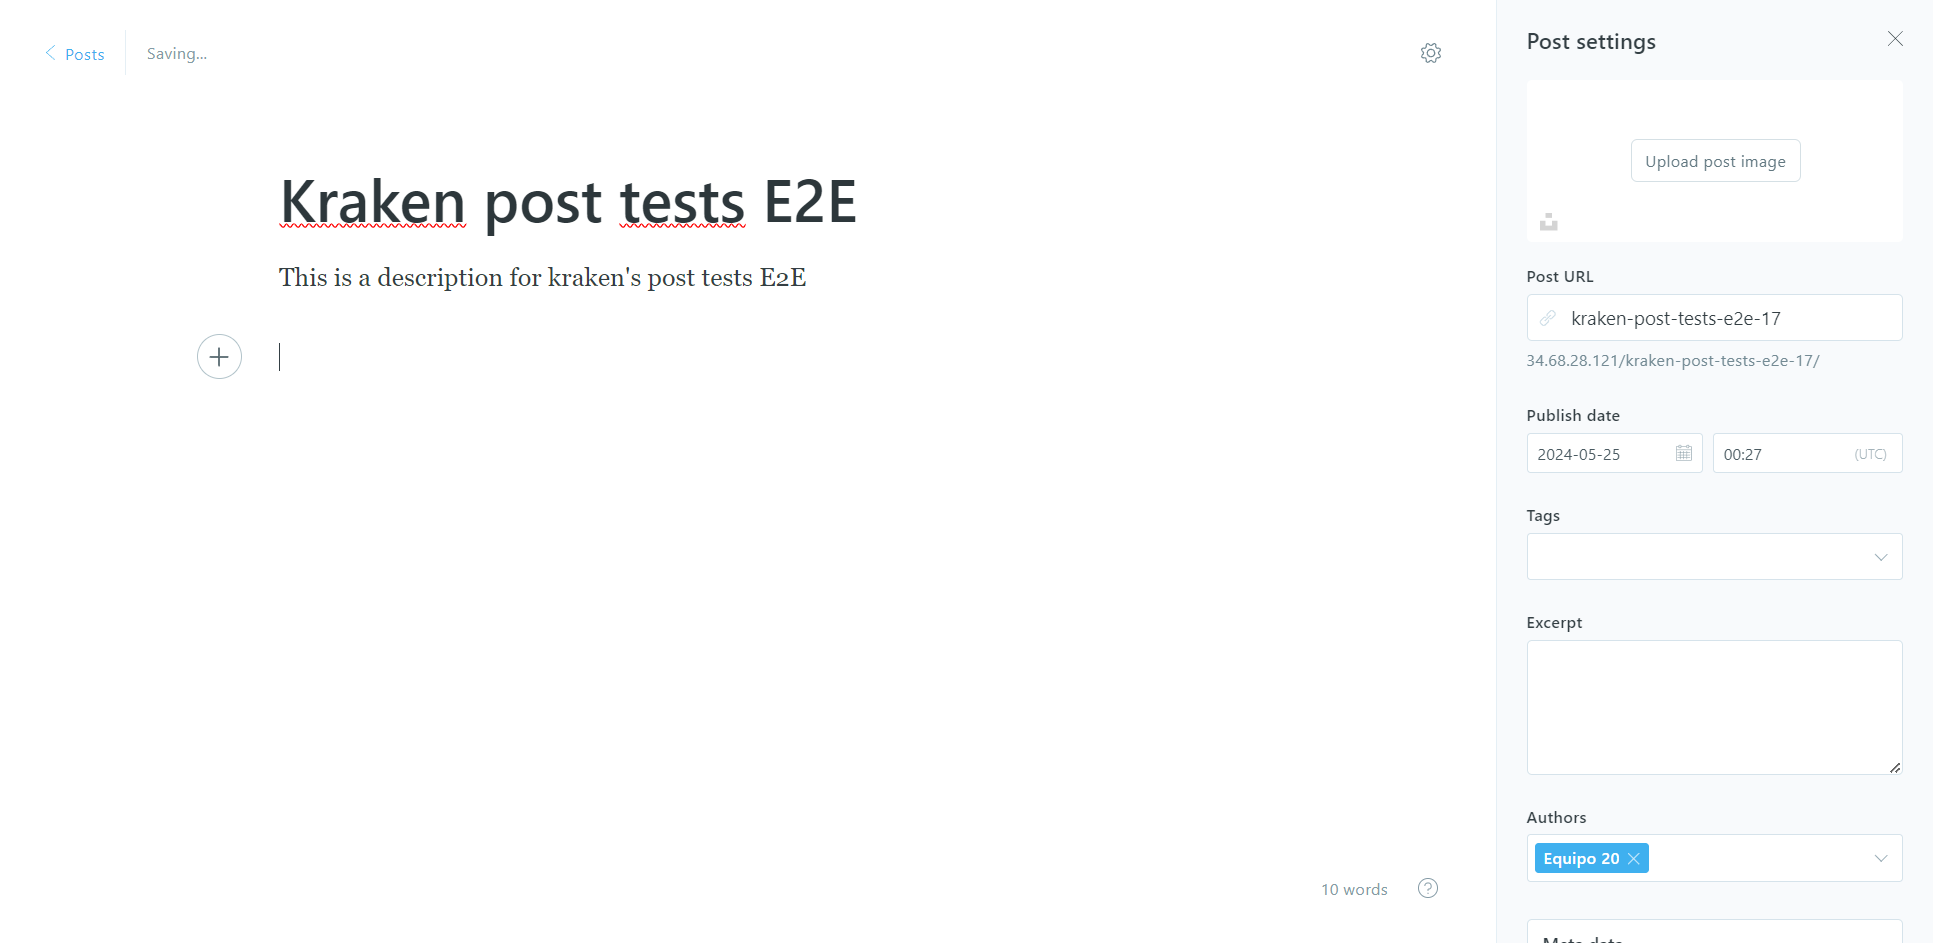 Posts
Saving...
Kraken post tests E2E
This is a description for kraken's post tests E2E
10 words
Post settings
Upload post image
Post URL
kraken-post-tests-e2e-17
34.68.28.121/kraken-post-tests-e2e-17/
Publish date
2024-05-25
00:27 (UTC)
Tags
Excerpt
Authors
Equipo 20
Meta data